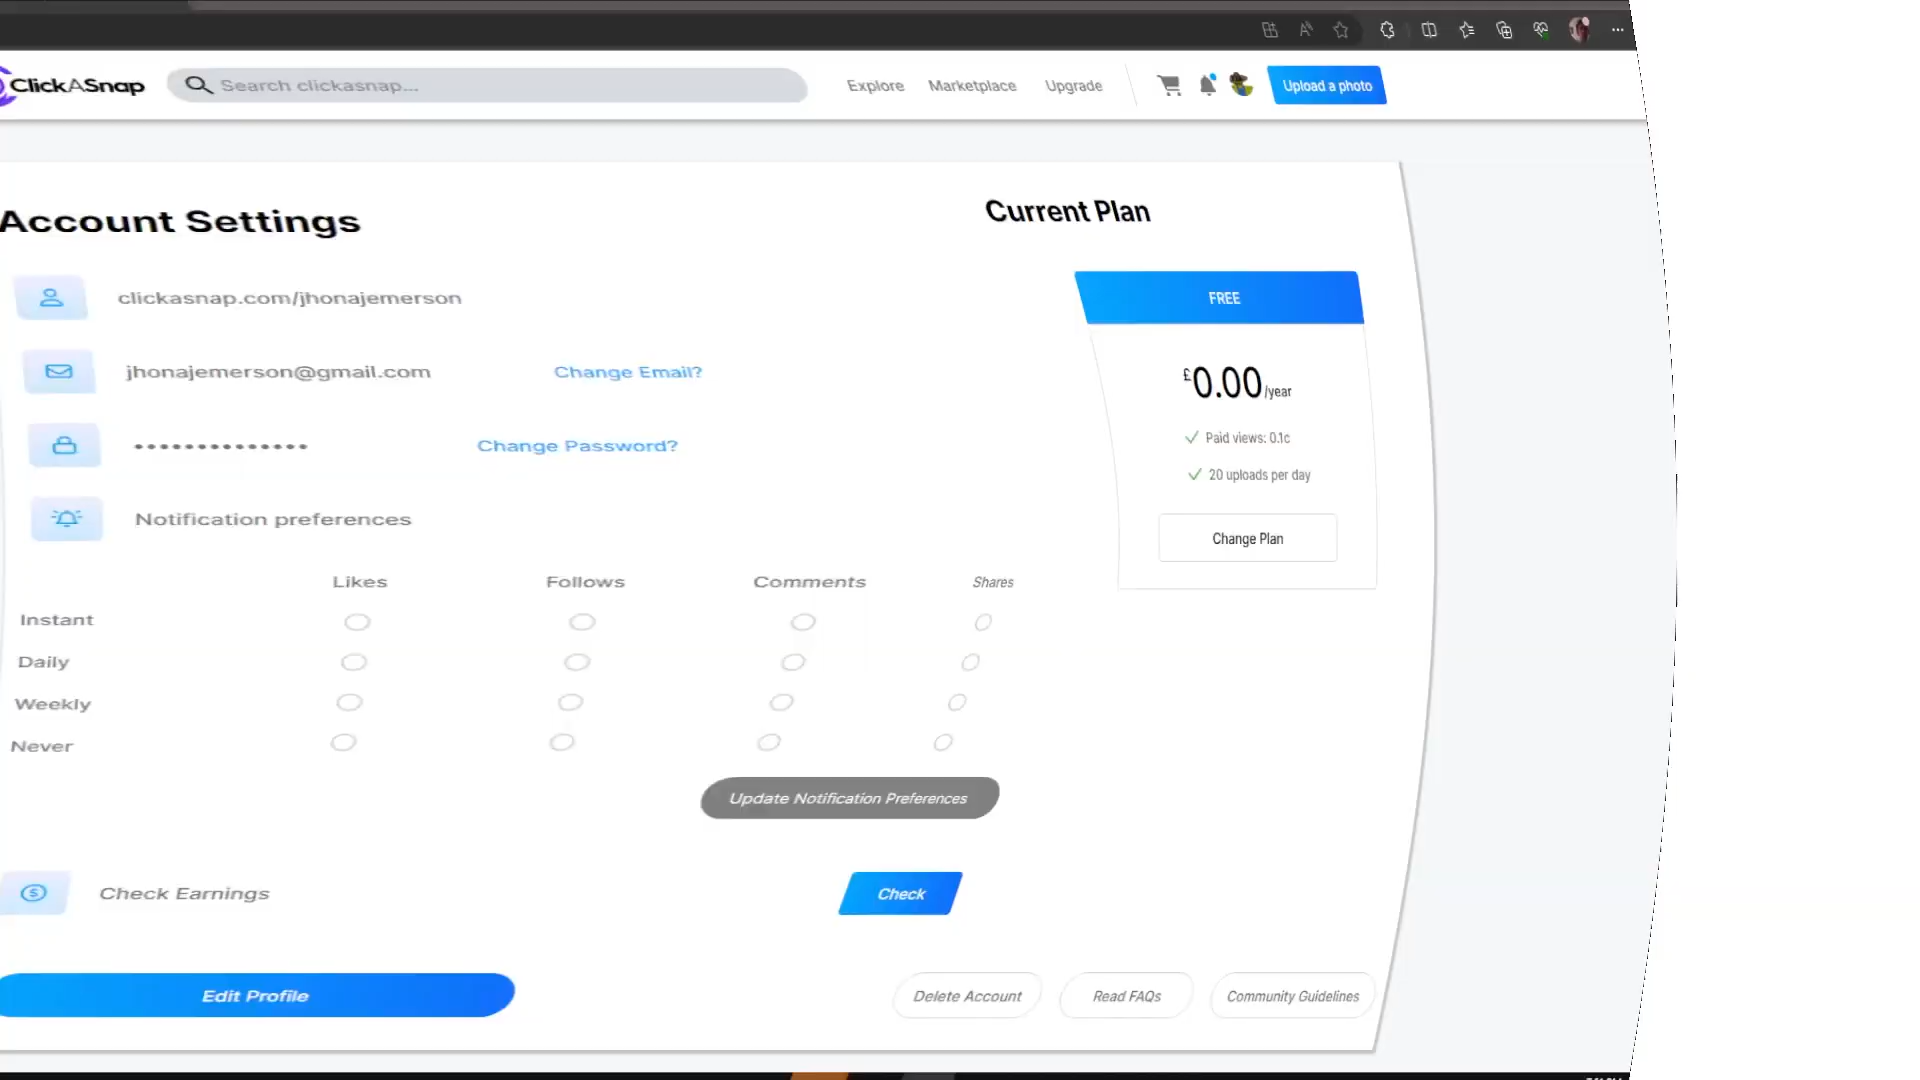 ClickASnap Search clickasnap... Explore Marketplace Upgrade Upload a photo
Account Settings
Current Plan
clickasnap.com/jhonajemerson
jhonajemerson@gmail.com Change Email?
•••••••••••••• Change Password?
Notification preferences
FREE
£0.00/year
Paid views: 0.1c
20 uploads per day
Change Plan
Likes Follows Comments Shares
Instant
Daily
Weekly
Never
Update Notification Preferences
Check Earnings Check
Edit Profile Delete Account Read FAQs Community Guidelines